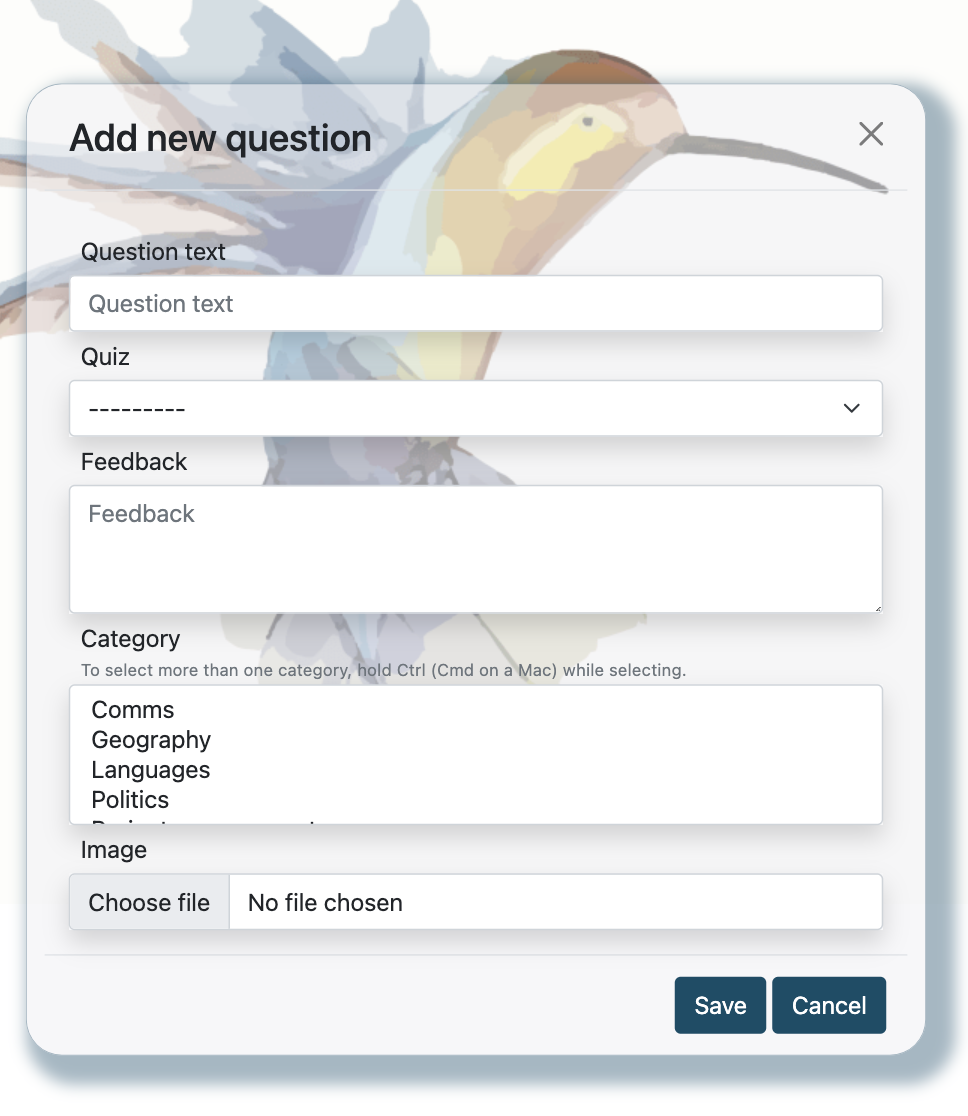 Add new question
Question text
Question text
Quiz
---------
Feedback
Feedback
Category
To select more than one category, hold Ctrl (Cmd on a Mac) while selecting.
Comms
Geography
Languages
Politics
Image
Choose file
No file chosen
Save
Cancel